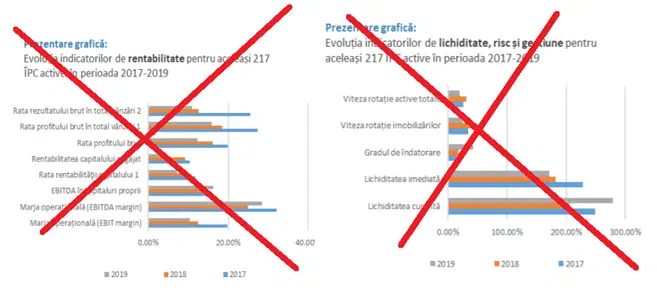 Prezentare grafică:
Evoluția indicatorilor de rentabilitate pentru aceleași 217
ÎPC active în perioada 2017-2019
Rata rezultatului brut în total vânzări 2
Rata profitului brut în total vânzări 1
Rata profitului
Rentabilitatea capitalului
Rata rentabilității 1
EBITDA în capitaluri proprii
Marja operațională (EBITDA margin)
Marja operațională (EBIT margin)
0.00% 20.00% 40.00
2019 2018 2017
Prezentare grafică:
Evoluția indicatorilor de lichiditate, risc și gestiune pentru
aceleași 217 active în perioada 2017-2019
Viteza rotație active totale
Viteza rotație imobilizărilor
Gradul de îndatorare
Lichiditatea imediată
Lichiditatea curentă
0.00% 100.00% 200.00% 300.00%
2019 2018 2017